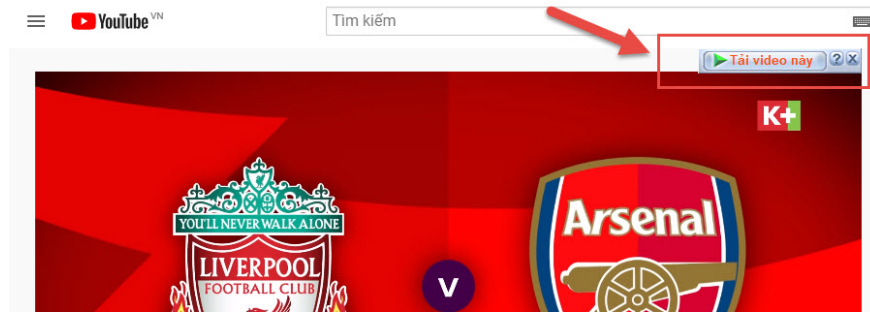 YouTube VN
Tìm kiếm
Tải video này ? X
K+
YOU'LL NEVER WALK ALONE
LIVERPOOL
FOOTBALL CLUB
V
Arsenal